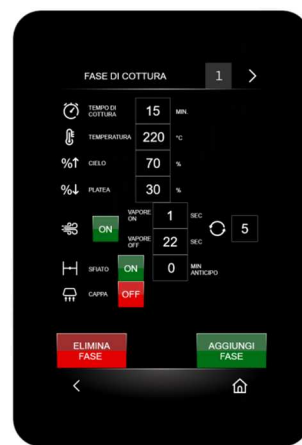 FASE DI COTTURA 1
TEMPO DI
COTTURA 15 MIN.
TEMPERATURA 220 °C
%↑ CIELO 70 %
%↓ PLATEA 30 %
ON VAPORE
ON 1 SEC
VAPORE
OFF 22 SEC 5
SFIATO ON 0 MIN
ANTICIPO
CAPPA OFF
ELIMINA
FASE
AGGIUNGI
FASE